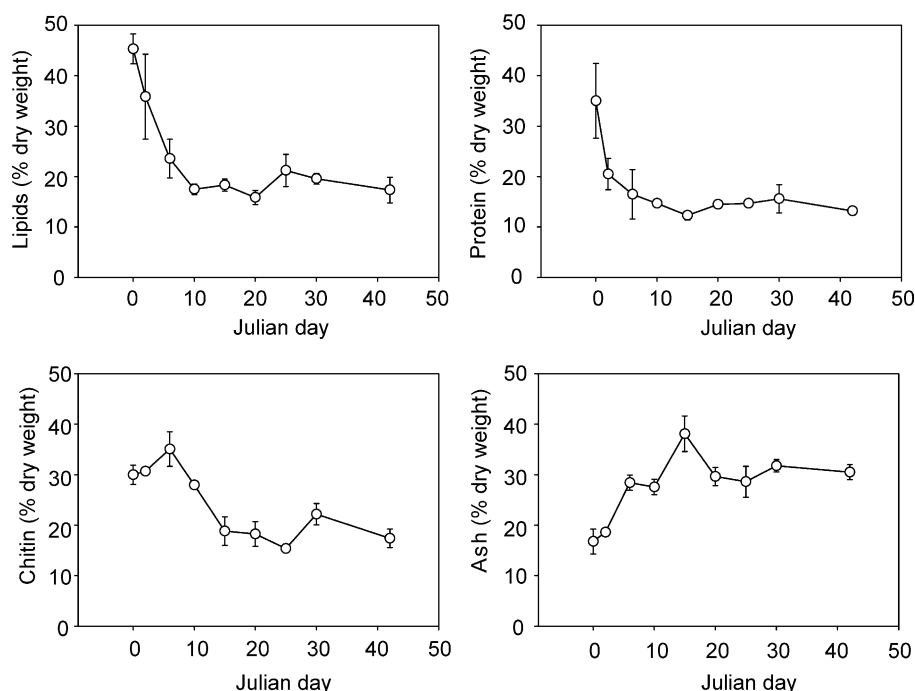 Lipids (% dry weight)
50
40
30
20
10
0
0 10 20 30 40 50
Julian day
Protein (% dry weight)
50
40
30
20
10
0
0 10 20 30 40 50
Julian day
Chitin (% dry weight)
50
40
30
20
10
0
0 10 20 30 40 50
Julian day
Ash (% dry weight)
50
40
30
20
10
0
0 10 20 30 40 50
Julian day